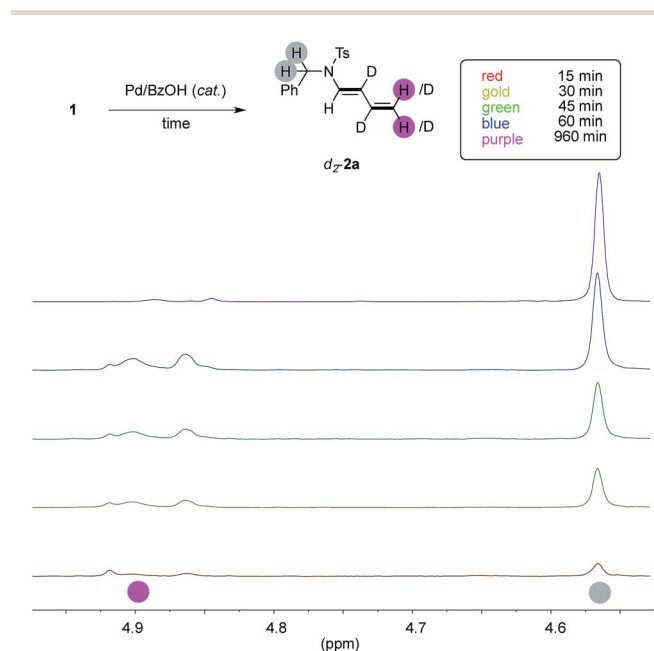 H Ts
H N D
Pd/BzOH (cat.)
1
time
Ph H /D
H
D H /D
d2-2a
red 15 min
gold 30 min
green 45 min
blue 60 min
purple 960 min
4.9 4.8 4.7 4.6
(ppm)